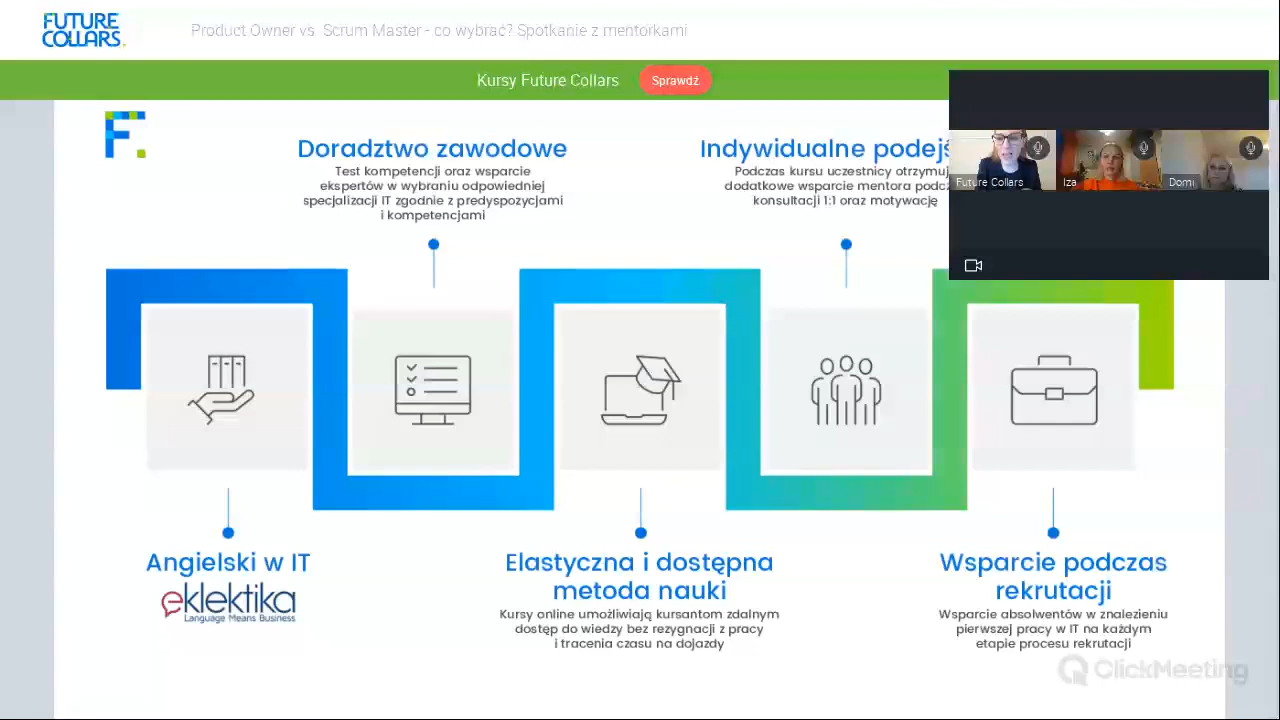 FUTURE
COLLARS
Product Owner vs. Scrum Master - co wybrać? Spotkanie z mentorkami
Kursy Future Collars
Sprawdź
Future Collars
Iza
Domi
F.
Doradztwo zawodowe
Test kompetencji oraz wsparcie
ekspertów w wybraniu odpowiedniej
specjalizacji IT zgodnie z predyspozycjami
i kompetencjami
Indywidualne
Podczas kursu uczestnicy
dodatkowe wsparcie mentora
konsultacji 1:1 oraz motywację
Angielski w IT
eklektika
Language Means Business
Elastyczna i dostępna
metoda nauki
Kursy online umożliwiają kursantom zdalnym
dostęp do wiedzy bez rezygnacji z pracy
i tracenia czasu na dojazdy
Wsparcie podczas
rekrutacji
Wsparcie absolwentów w znalezieniu
pierwszej pracy w IT na każdym
etapie procesu rekrutacji
ClickMeeting